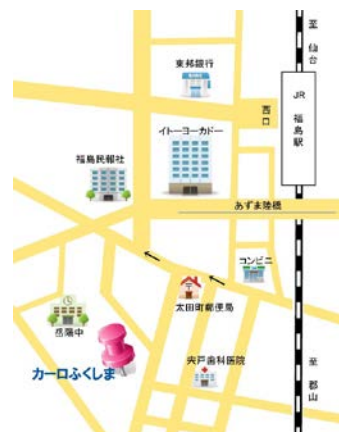 至
仙
台
東邦銀行
西
口
JR
福
島
駅
イトーヨーカドー
福島民報社
あずま陸橋
コンビニ
太田町郵便局
岳陽中
カーロふくしま
宍戸歯科医院
至
郡
山